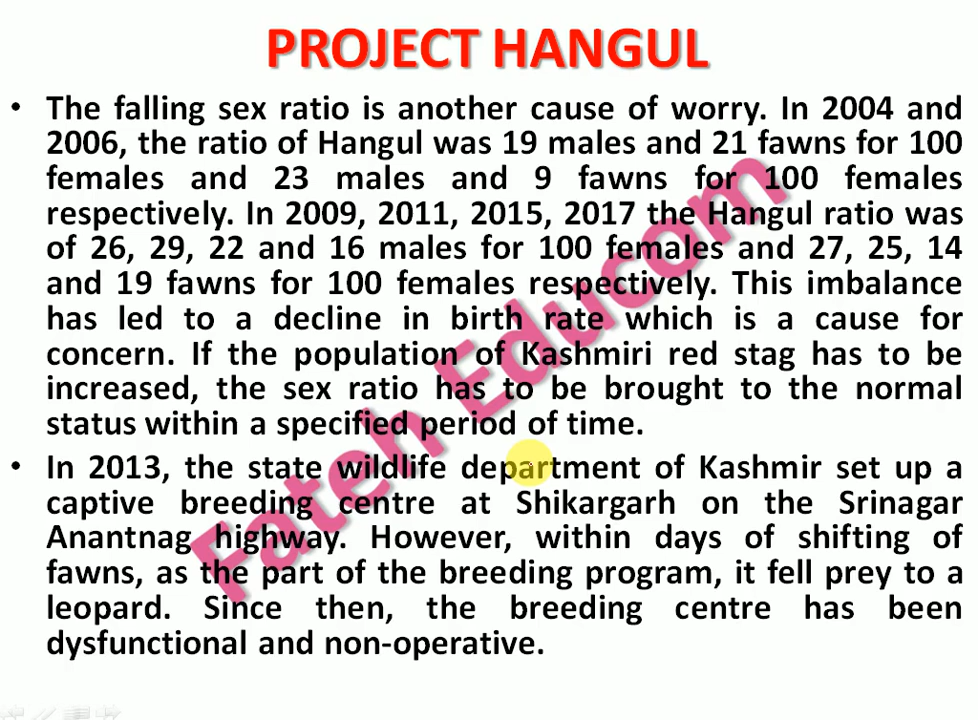 PROJECT HANGUL
• The falling sex ratio is another cause of worry. In 2004 and
2006, the ratio of Hangul was 19 males and 21 fawns for 100
females and 23 males and 9 fawns for 100 females
respectively. In 2009, 2011, 2015, 2017 the Hangul ratio was
of 26, 29, 22 and 16 males for 100 females and 27, 25, 14
and 19 fawns for 100 females respectively. This imbalance
has led to a decline in birth rate which is a cause for
concern. If the population of Kashmiri red stag has to be
increased, the sex ratio has to be brought to the normal
status within a specified period of time.
• In 2013, the state wildlife department of Kashmir set up a
captive breeding centre at Shikargarh on the Srinagar
Anantnag highway. However, within days of shifting of
fawns, as the part of the breeding program, it fell prey to a
leopard. Since then, the breeding centre has been
dysfunctional and non-operative.
Fateh Educom